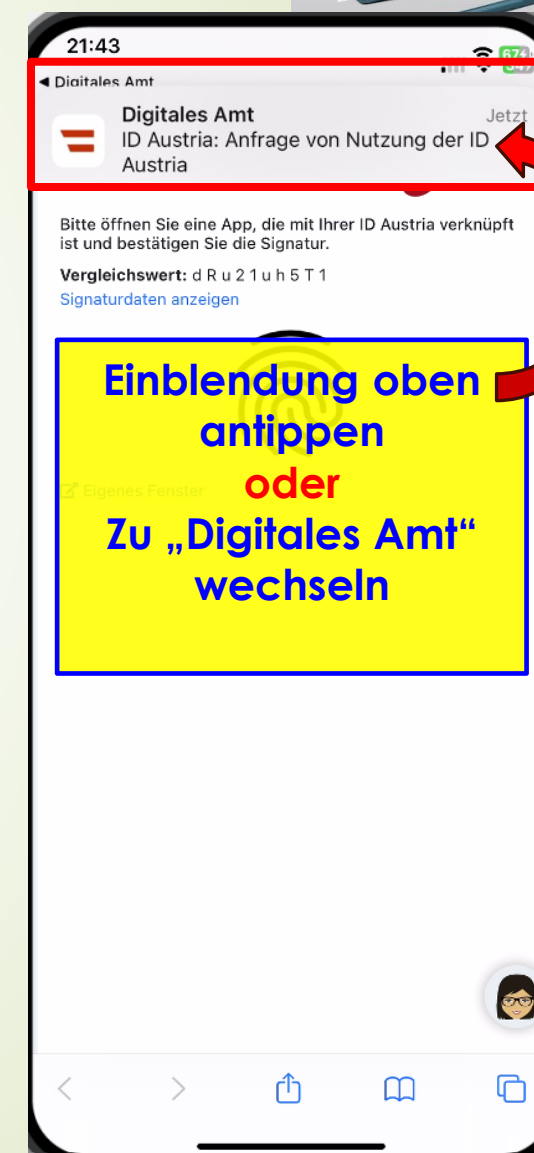 21:43
◀ Digitales Amt
Digitales Amt
Jetzt
ID Austria: Anfrage von Nutzung der ID
Austria
Bitte öffnen Sie eine App, die mit Ihrer ID Austria verknüpft
ist und bestätigen Sie die Signatur.
Vergleichswert: d R u 2 1 u h 5 T 1
Signaturdaten anzeigen
Einblendung oben
antippen
Eigenes Fenster
oder
Zu „Digitales Amt“
wechseln